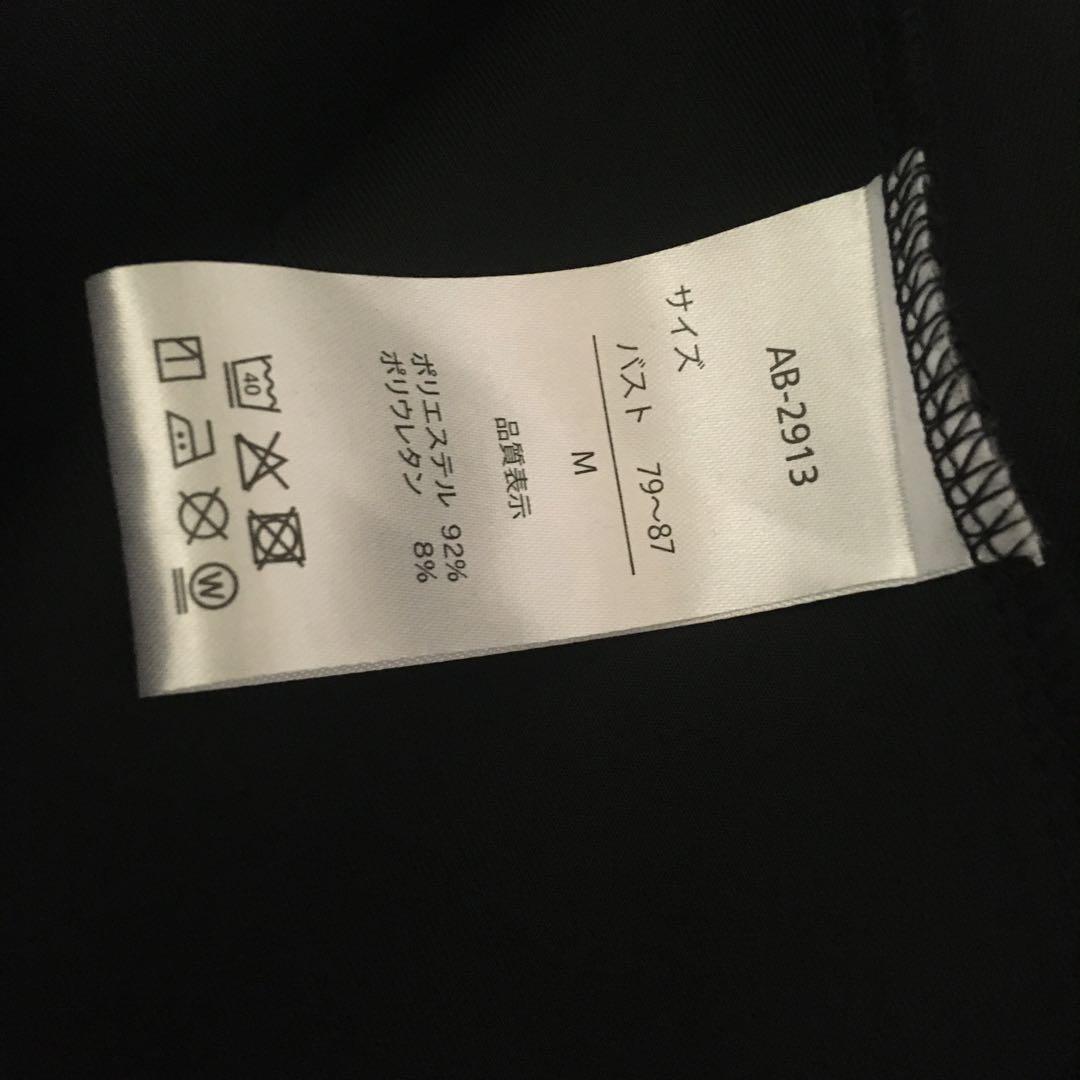 AB-2913
サイズ
バスト 79～87
M
品質表示
ポリエステル 92%
ポリウレタン 8%
40
W